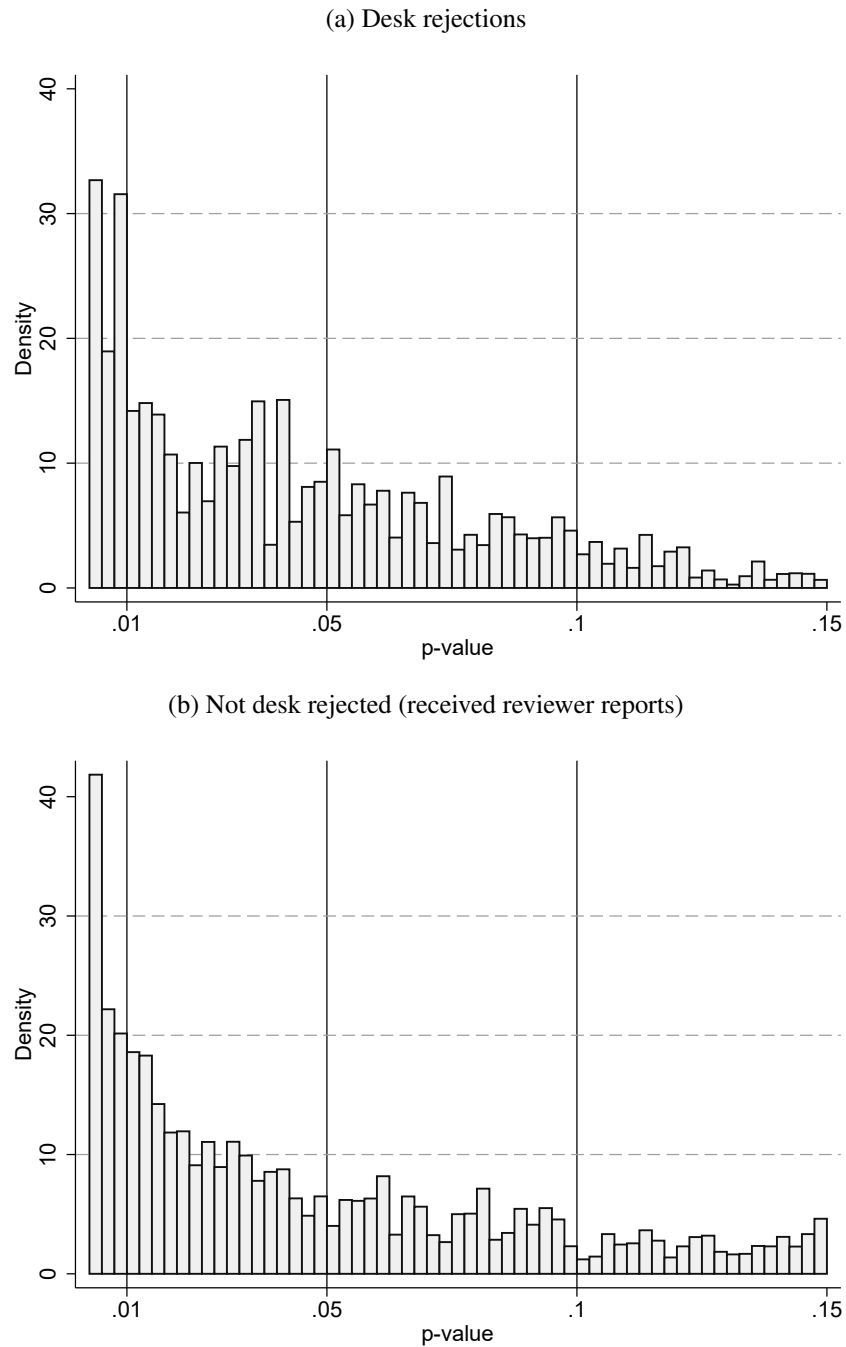 (a) Desk rejections
40
30
20
10
0
Density
.01 .05 .1 .15
p-value
(b) Not desk rejected (received reviewer reports)
40
30
20
10
0
Density
.01 .05 .1 .15
p-value